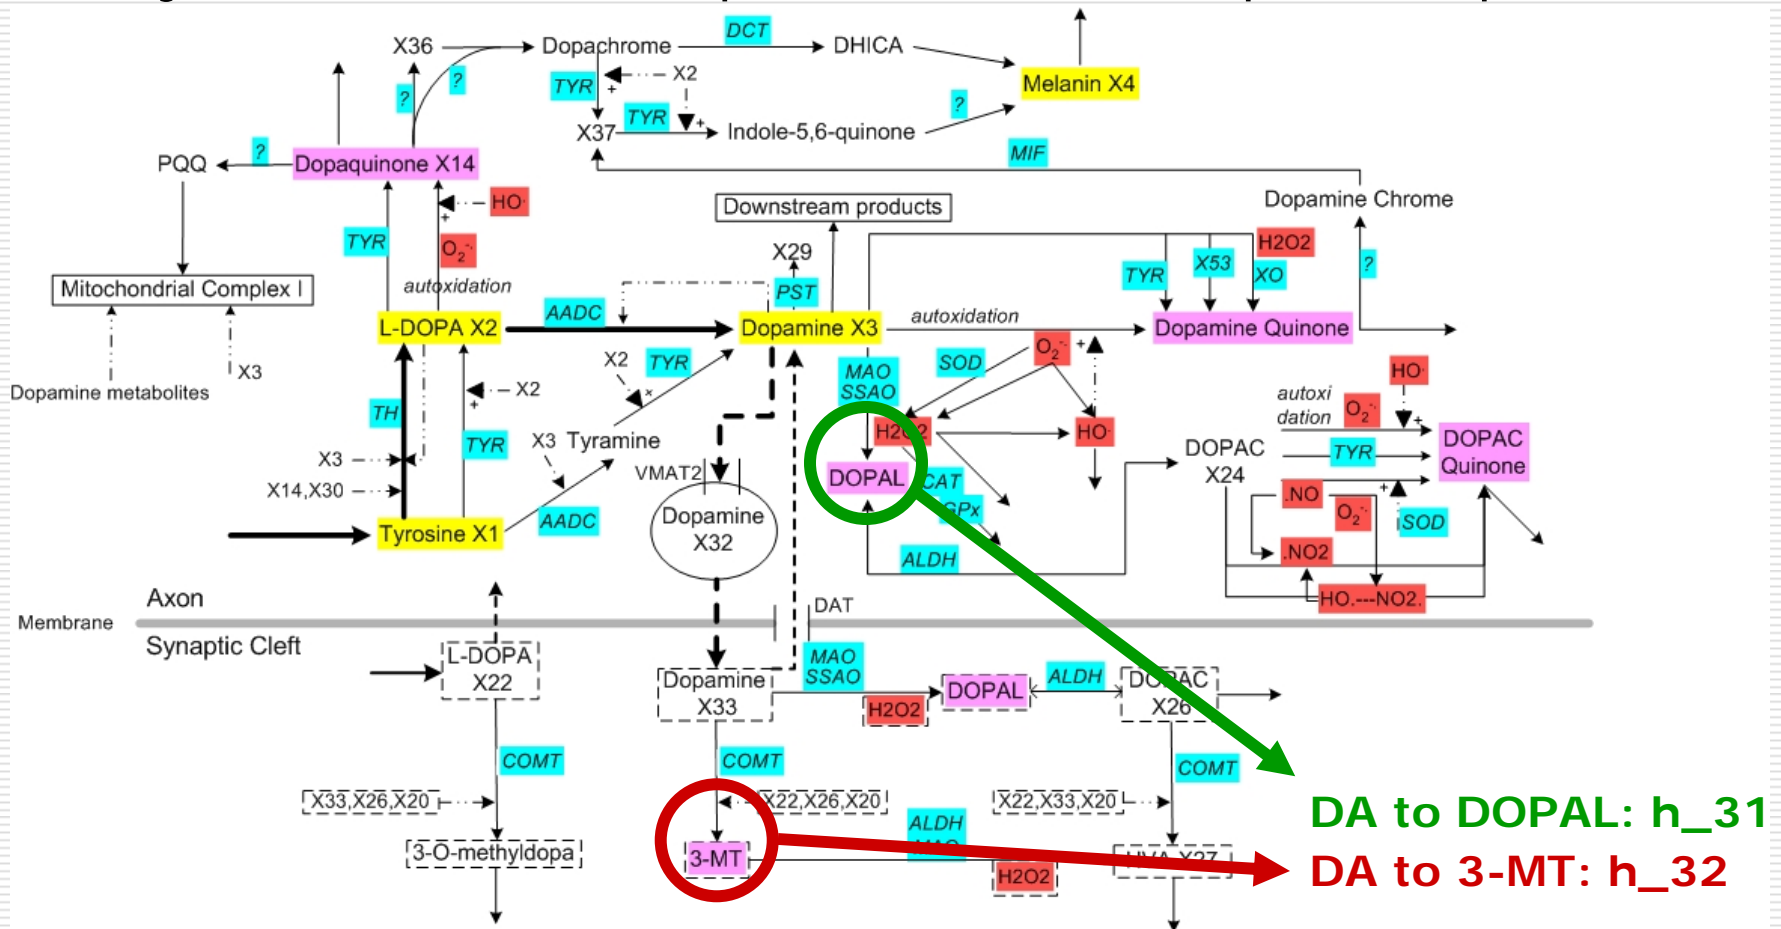 X36
Dopachrome
DCT
DHICA
?
?
TYR
X2
+
Melanin X4
TYR
+
?
X37
Indole-5,6-quinone
PQQ
?
Dopaquinone X14
MIF
HO·
+
Dopamine Chrome
Downstream products
TYR
O2-·
X29
H2O2
TYR
X53
XO
?
Mitochondrial Complex I
autoxidation
PST
L-DOPA X2
AADC
Dopamine X3
autoxidation
Dopamine Quinone
X3
Dopamine metabolites
X2
TYR
+
MAO
SSAO
SOD
O2-·
+
HO·
autoxi
dation
O2-·
+
TH
X2
+
TYR
X3
Tyramine
H2O2
HO·
DOPAC
X24
TYR
DOPAC
Quinone
X3
X14,X30
VMAT2
DOPAL
CAT
GPx
.NO
O2-·
+
SOD
Tyrosine X1
AADC
Dopamine
X32
ALDH
.NO2
HO.---NO2.
Axon
DAT
Membrane
Synaptic Cleft
L-DOPA
X22
Dopamine
X33
MAO
SSAO
H2O2
DOPAL
ALDH
DOPAC
X26
COMT
COMT
COMT
X33,X26,X20
X22,X26,X20
X22,X33,X20
DA to DOPAL: h_31
3-O-methyldopa
3-MT
ALDH
MAO
H2O2
HVA X27
DA to 3-MT: h_32